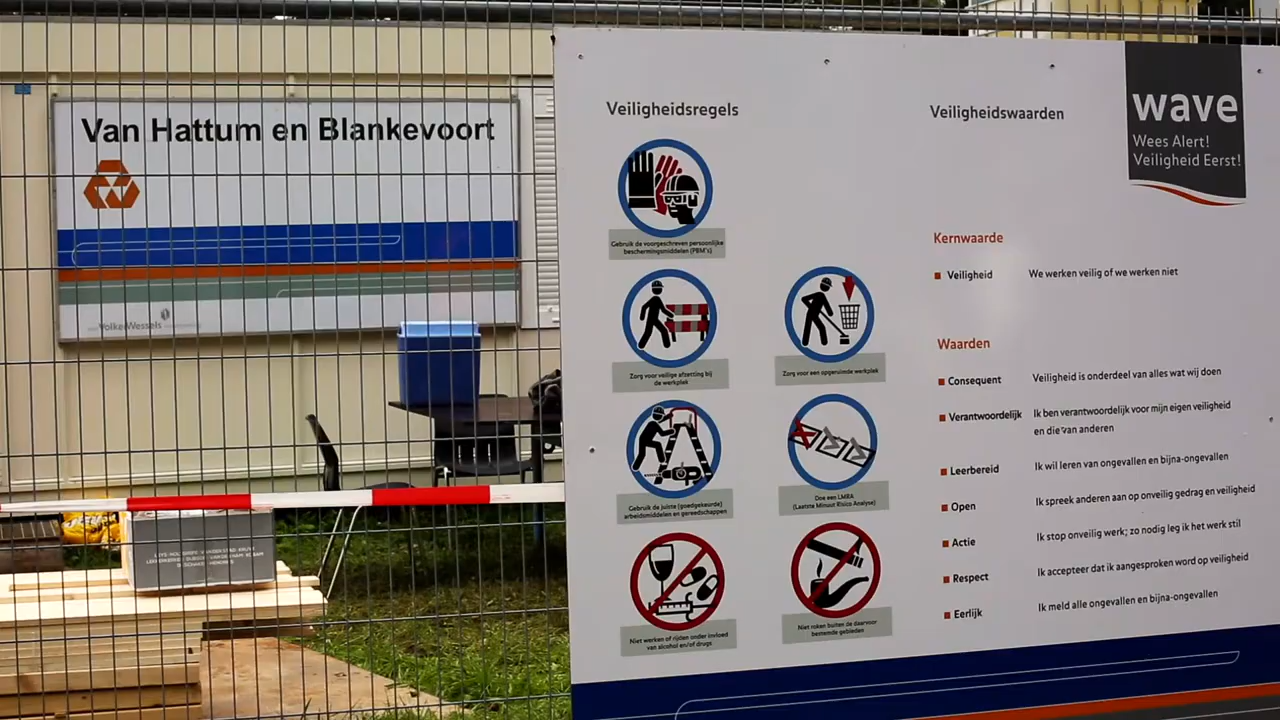 Van Hattum en Blankevoort
VolkerWessels
Veiligheidsregels
Gebruik de voorgeschreven persoonlijke
beschermingsmiddelen (PBM's)
Zorg voor veilige afzetting bij
de werkplek
Zorg voor een opgeruimde werkplek
Gebruik de juiste (goedgekeurde)
arbeidsmiddelen en gereedschappen
Doe een LMRA
(Laatste Minuut Risico Analyse)
Niet werken of rijden onder invloed
van alcohol en/of drugs
Niet roken buiten de daarvoor
bestemde gebieden
Veiligheidswaarden
wave
Wees Alert!
Veiligheid Eerst!
Kernwaarde
Veiligheid We werken veilig of we werken niet
Waarden
Consequent Veiligheid is onderdeel van alles wat wij doen
Verantwoordelijk Ik ben verantwoordelijk voor mijn eigen veiligheid
en die van anderen
Leerbereid Ik wil leren van ongevallen en bijna-ongevallen
Open Ik spreek anderen aan op onveilig gedrag en veiligheid
Actie Ik stop onveilig werk; zo nodig leg ik het werk stil
Respect Ik accepteer dat ik aangesproken word op veiligheid
Eerlijk Ik meld alle ongevallen en bijna-ongevallen